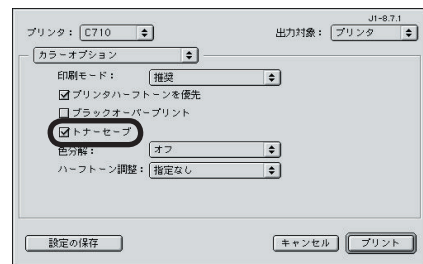 J1-8.7.1
プリンタ： C710 出力対象： プリンタ
カラーオプション
印刷モード： 推奨
プリンタハーフトーンを優先
ブラックオーバープリント
トナーセーブ
色分解： オフ
ハーフトーン調整： 指定なし
設定の保存 キャンセル プリント